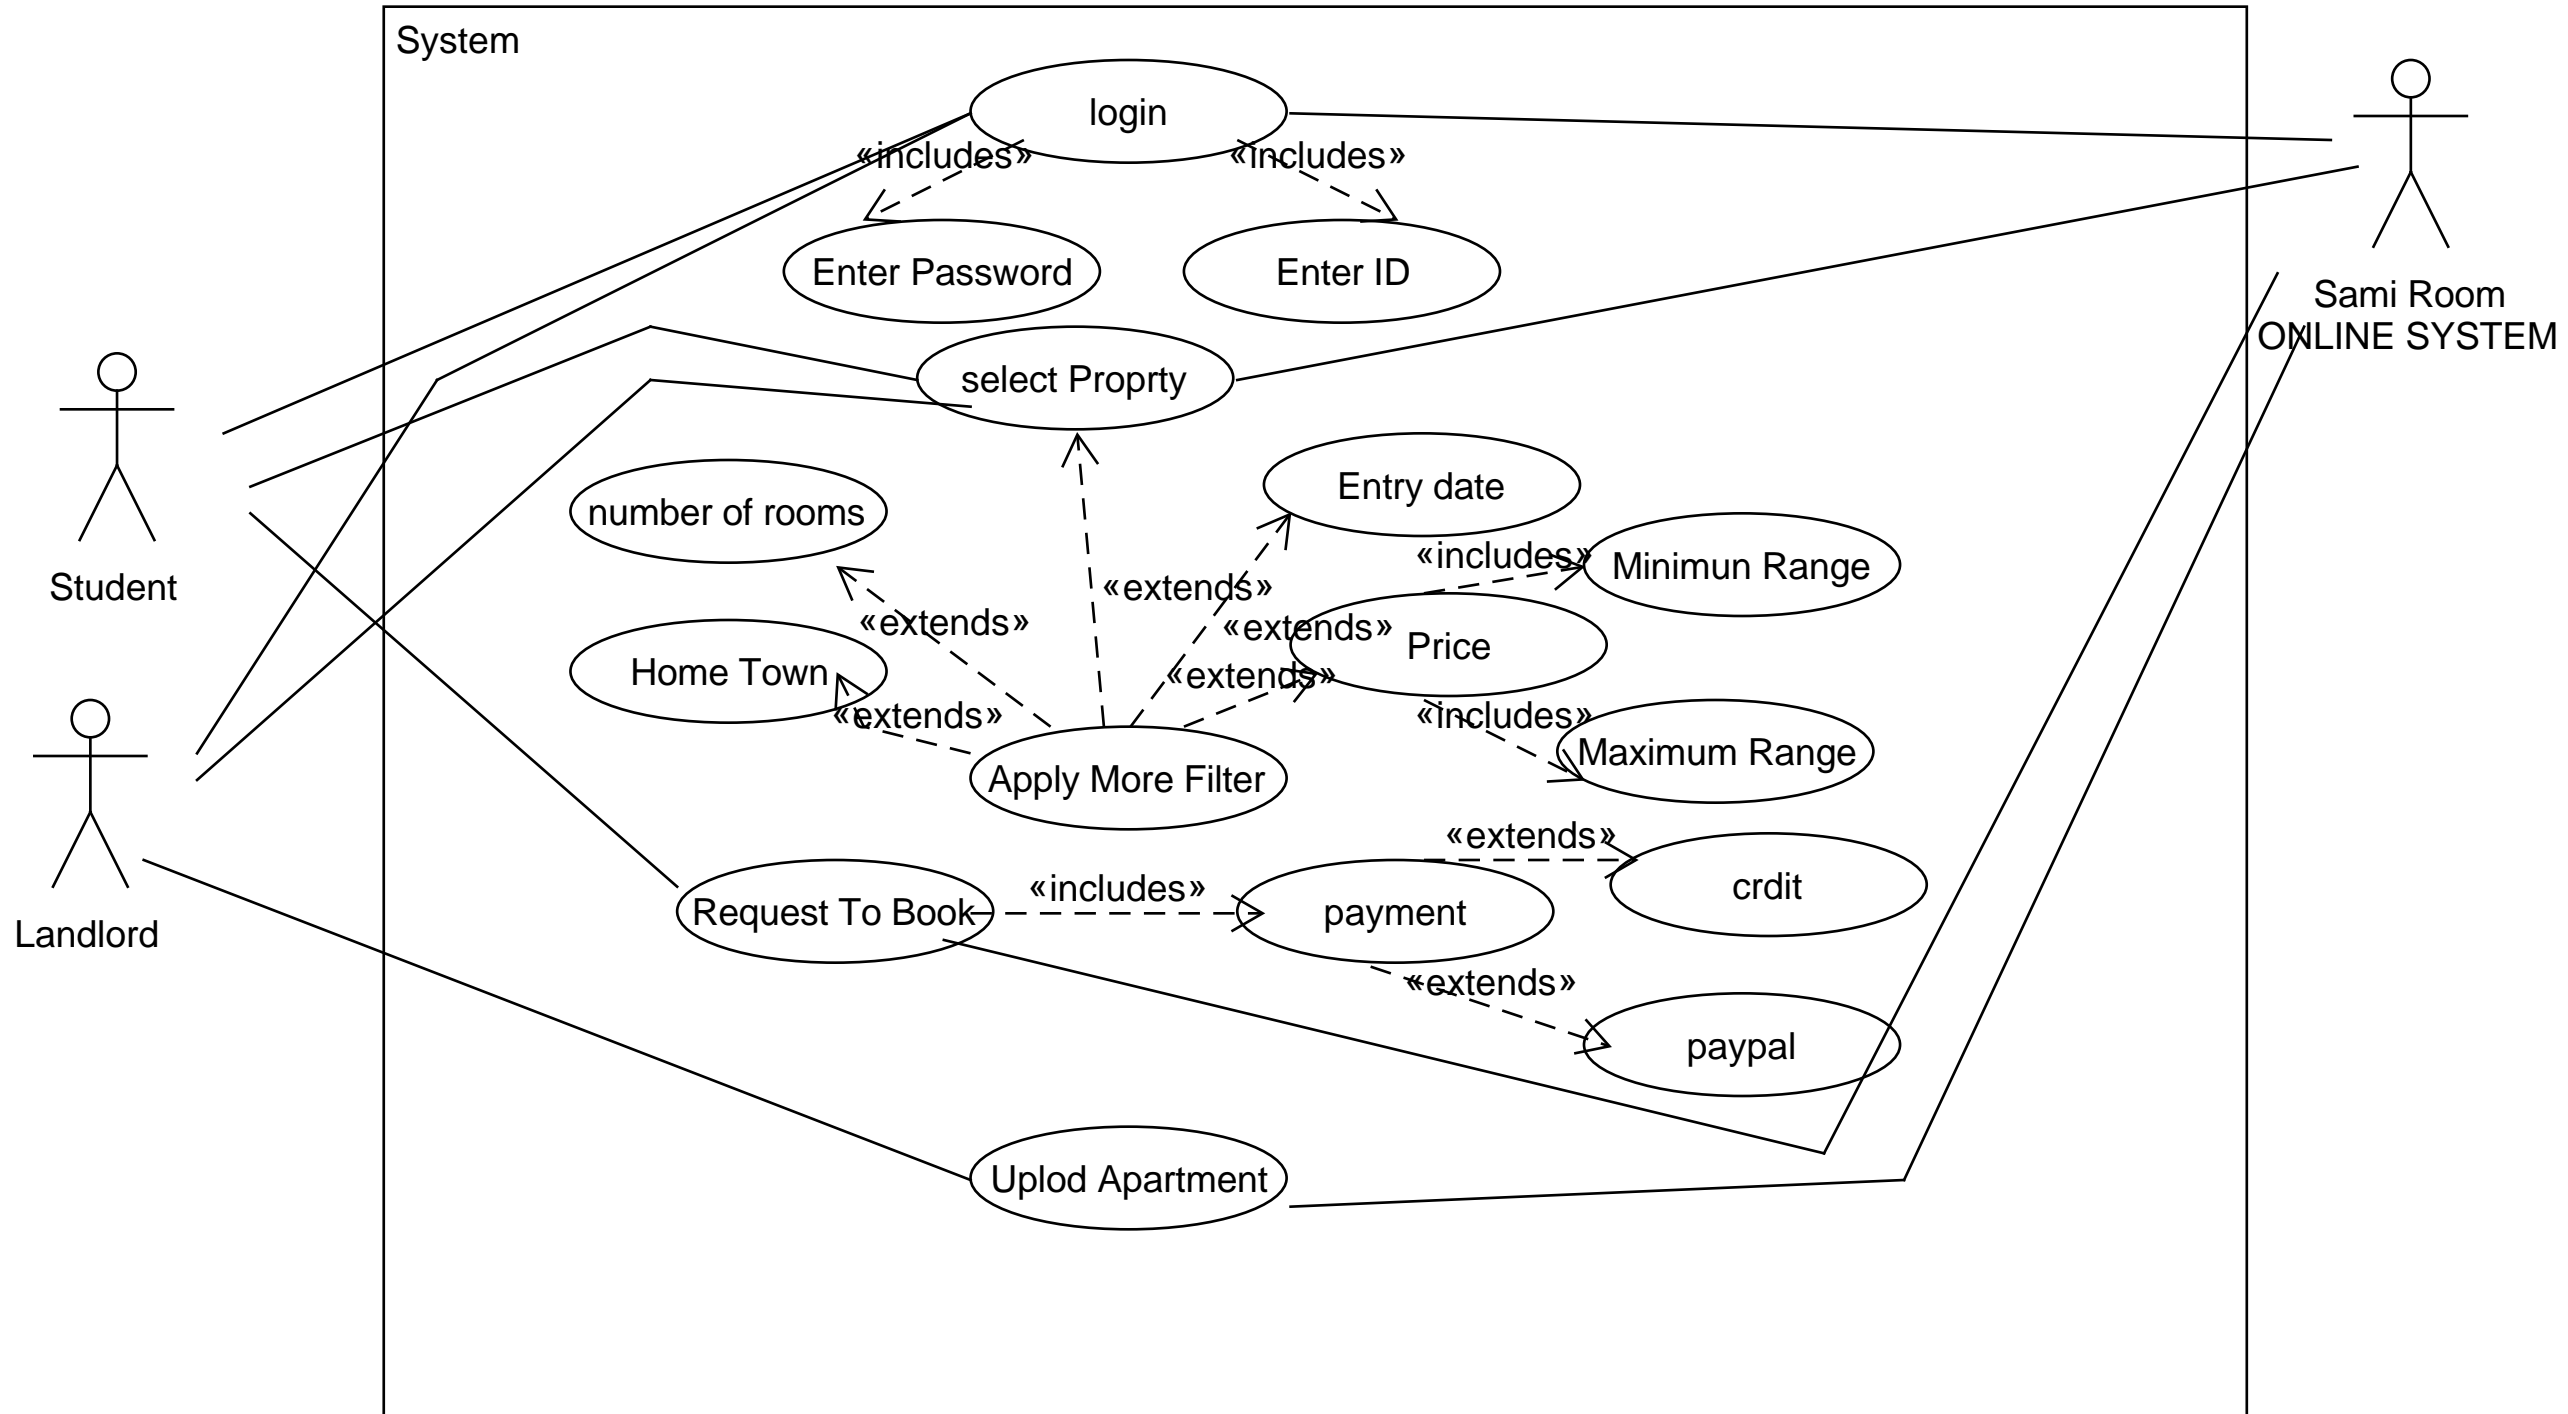 System
login
«includes»
«includes»
Enter Password
Enter ID
Sami Room
ONLINE SYSTEM
select Proprty
Entry date
number of rooms
«includes»
Minimun Range
Student
«extends»
«extends»
«extends»
Price
Home Town
«extends»
«extends»
«includes»
Maximum Range
Apply More Filter
«extends»
crdit
«includes»
Request To Book
payment
Landlord
«extends»
paypal
Uplod Apartment